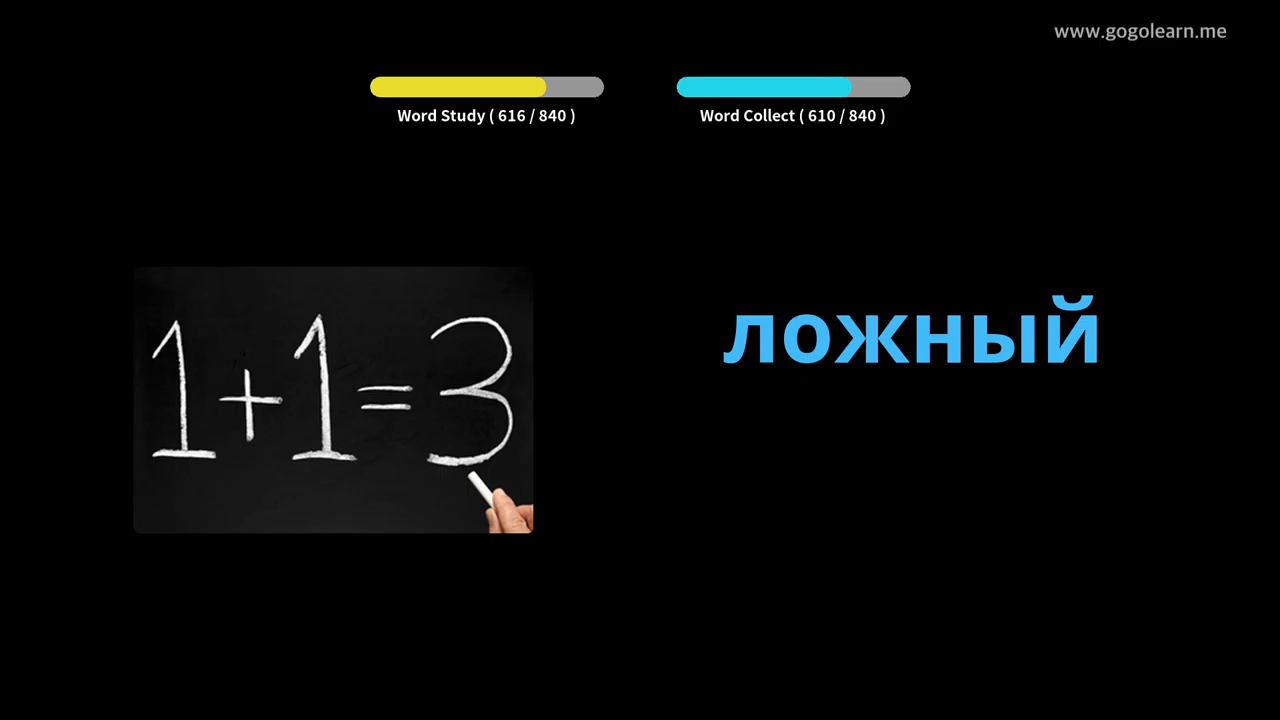 www.gogolearn.me
Word Study ( 616 / 840 )
Word Collect ( 610 / 840 )
1+1=3
ложный